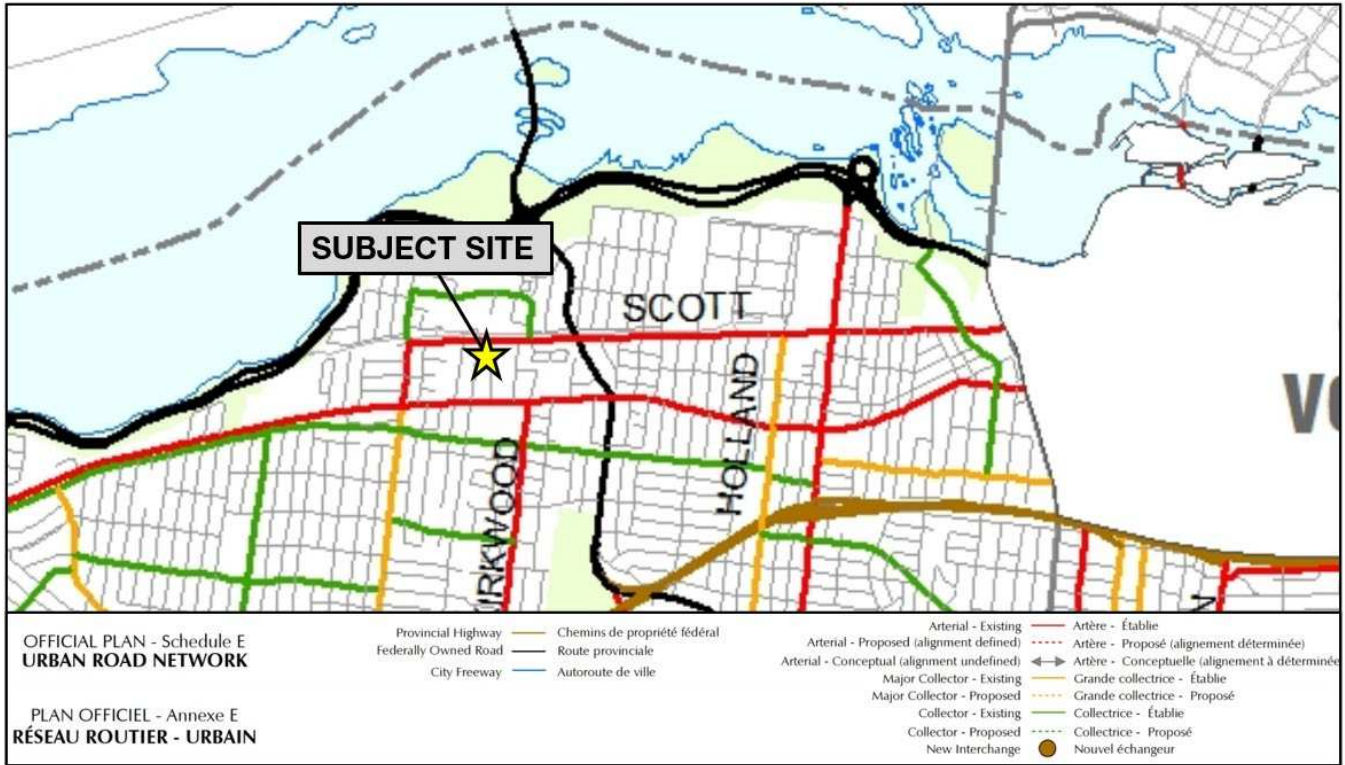 SUBJECT SITE
SCOTT
HOLLAND
IRKWOOD
VO
N
OFFICIAL PLAN - Schedule E
URBAN ROAD NETWORK
PLAN OFFICIEL - Annexe E
RÉSEAU ROUTIER - URBAIN
Provincial Highway Chemins de propriété fédéral
Federally Owned Road Route provinciale
City Freeway Autoroute de ville
Arterial - Existing Artère - Établie
Arterial - Proposed (alignment defined) Artère - Proposé (alignement déterminée)
Arterial - Conceptual (alignment undefined) Artère - Conceptuelle (alignement à déterminée
Major Collector - Existing Grande collectrice - Établie
Major Collector - Proposed Grande collectrice - Proposé
Collector - Existing Collectrice - Établie
Collector - Proposed Collectrice - Proposé
New Interchange Nouvel échangeur